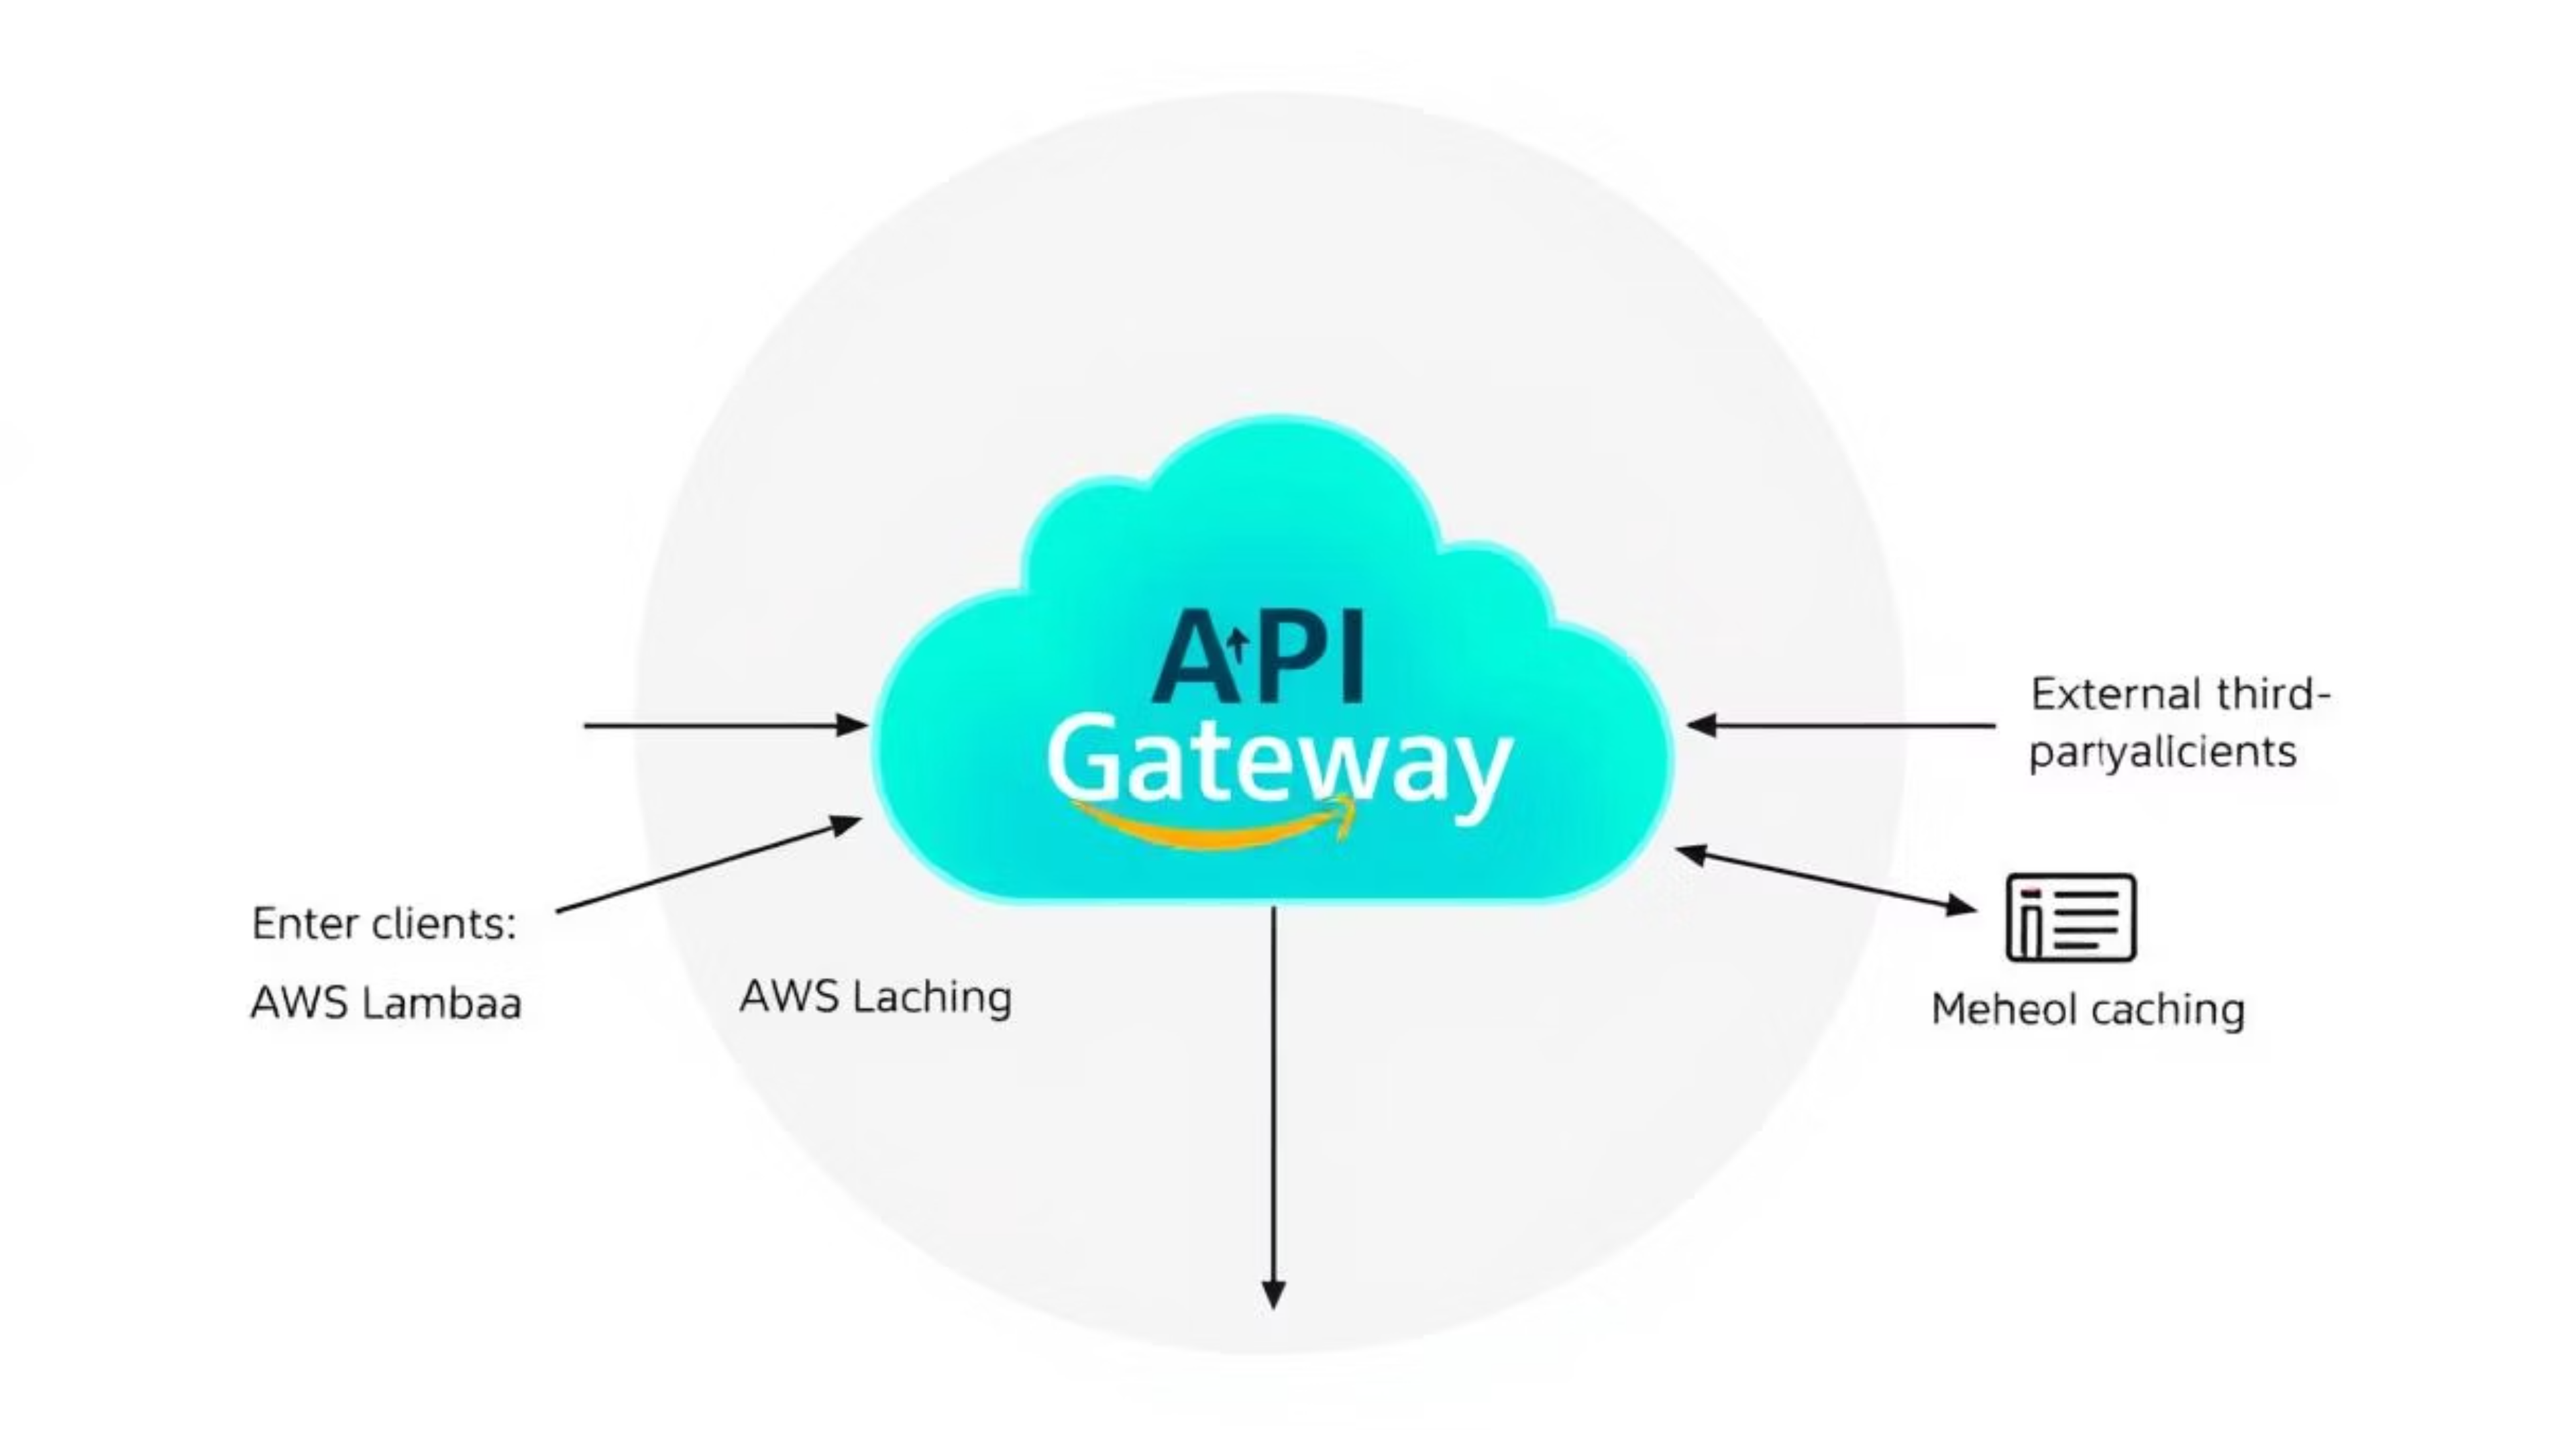 API
Gateway
External third-
partyallcients
Enter clients:
AWS Lambaa
AWS Laching
Meheol caching